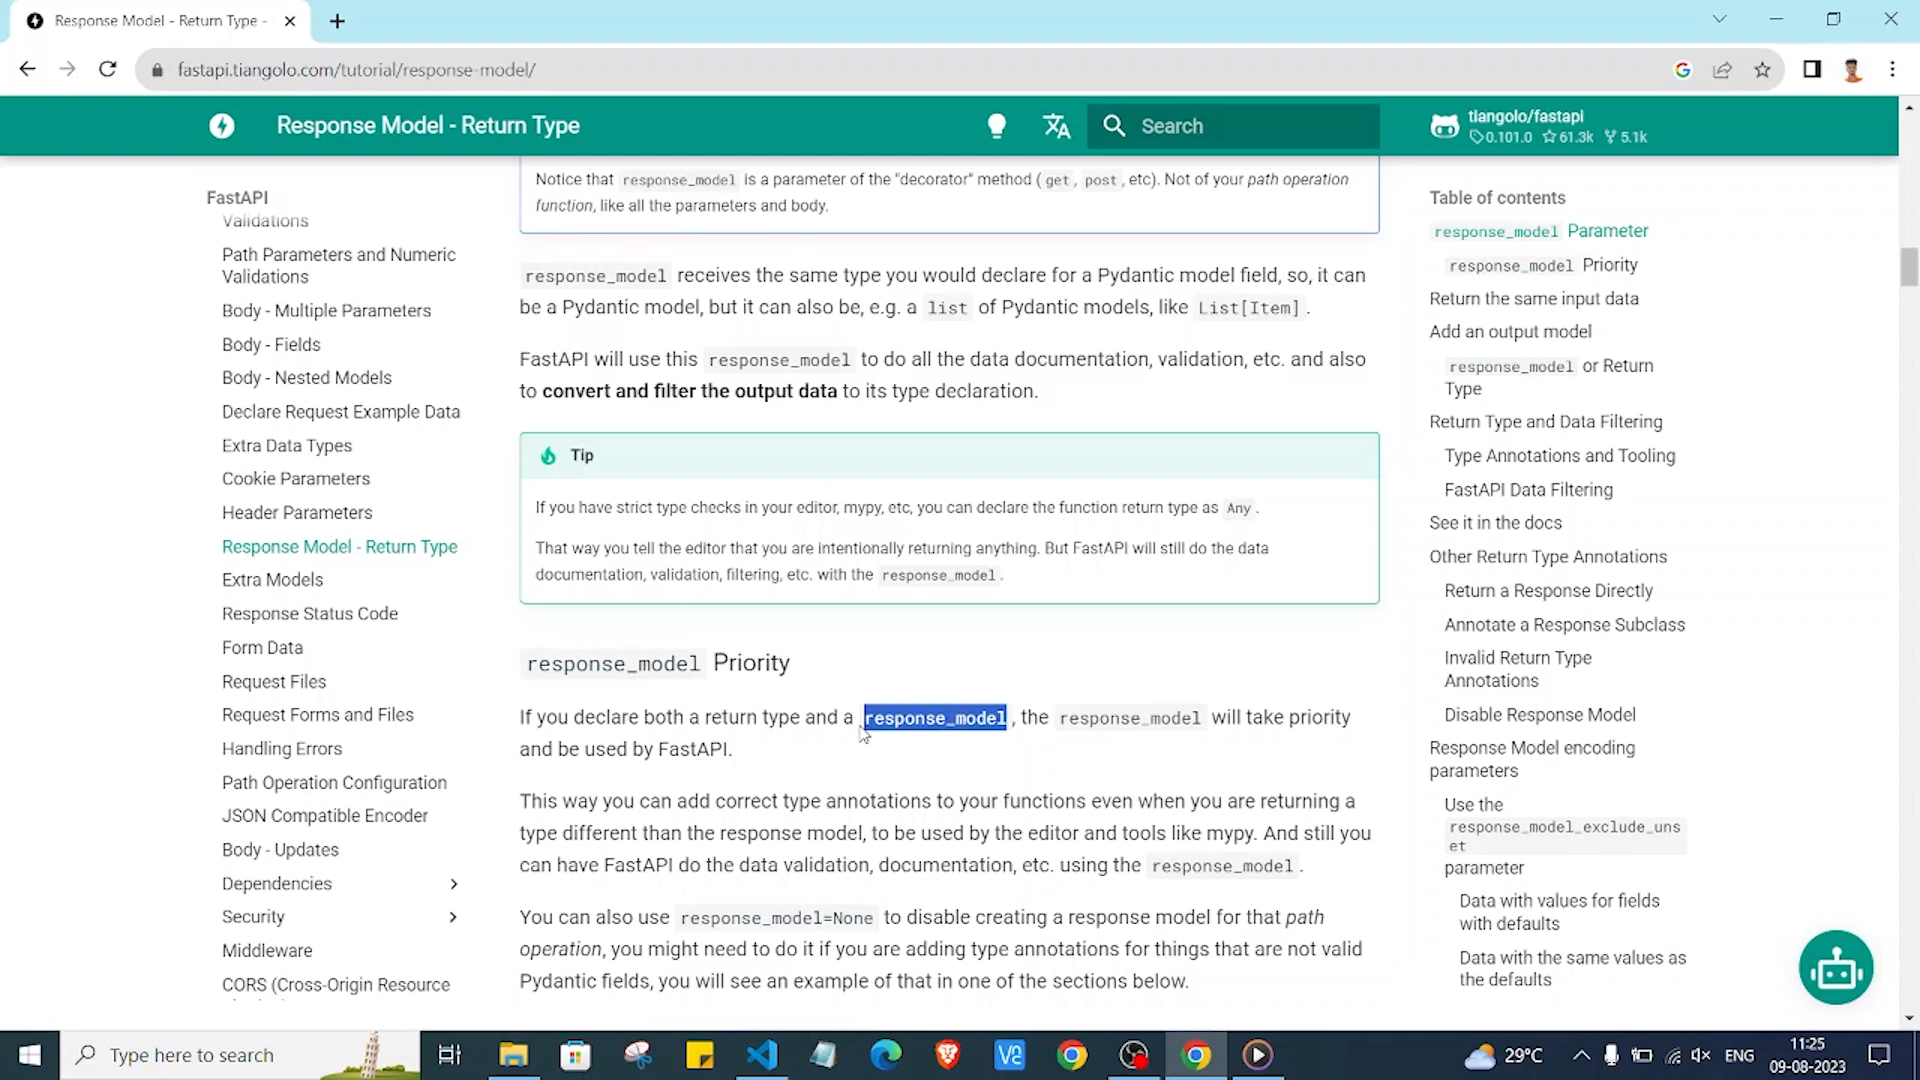 Response Model - Return Type -
fastapi.tiangolo.com/tutorial/response-model/
Response Model - Return Type
Search
tiangolo/fastapi
0.101.0 61.3k 5.1k
FastAPI
Validations
Path Parameters and Numeric
Validations
Body - Multiple Parameters
Body - Fields
Body - Nested Models
Declare Request Example Data
Extra Data Types
Cookie Parameters
Header Parameters
Response Model - Return Type
Extra Models
Response Status Code
Form Data
Request Files
Request Forms and Files
Handling Errors
Path Operation Configuration
JSON Compatible Encoder
Body - Updates
Dependencies
Security
Middleware
CORS (Cross-Origin Resource
Notice that response_model is a parameter of the "decorator" method ( get , post , etc). Not of your path operation
function, like all the parameters and body.
response_model receives the same type you would declare for a Pydantic model field, so, it can
be a Pydantic model, but it can also be, e.g. a list of Pydantic models, like List[Item] .
FastAPI will use this response_model to do all the data documentation, validation, etc. and also
to convert and filter the output data to its type declaration.
Tip
If you have strict type checks in your editor, mypy, etc, you can declare the function return type as Any .
That way you tell the editor that you are intentionally returning anything. But FastAPI will still do the data
documentation, validation, filtering, etc. with the response_model .
response_model Priority
If you declare both a return type and a response_model , the response_model will take priority
and be used by FastAPI.
This way you can add correct type annotations to your functions even when you are returning a
type different than the response model, to be used by the editor and tools like mypy. And still you
can have FastAPI do the data validation, documentation, etc. using the response_model .
You can also use response_model=None to disable creating a response model for that path
operation, you might need to do it if you are adding type annotations for things that are not valid
Pydantic fields, you will see an example of that in one of the sections below.
Table of contents
response_model Parameter
response_model Priority
Return the same input data
Add an output model
response_model or Return
Type
Return Type and Data Filtering
Type Annotations and Tooling
FastAPI Data Filtering
See it in the docs
Other Return Type Annotations
Return a Response Directly
Annotate a Response Subclass
Invalid Return Type
Annotations
Disable Response Model
Response Model encoding
parameters
Use the
response_model_exclude_uns
et
parameter
Data with values for fields
with defaults
Data with the same values as
the defaults
Type here to search
29°C
ENG
11:25
09-08-2023